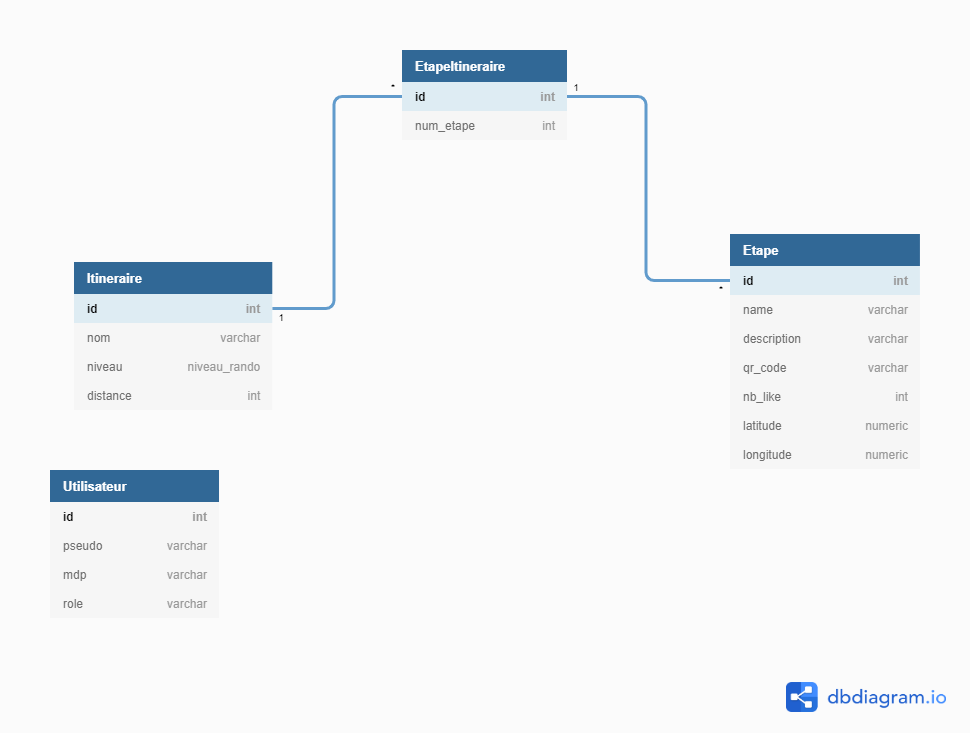 EtapeItineraire
*
1
id int
num_etape int
Etape
id int
*
name varchar
description varchar
qr_code varchar
nb_like int
latitude numeric
longitude numeric
Itineraire
id int
1
nom varchar
niveau niveau_rando
distance int
Utilisateur
id int
pseudo varchar
mdp varchar
role varchar
dbdiagram.io